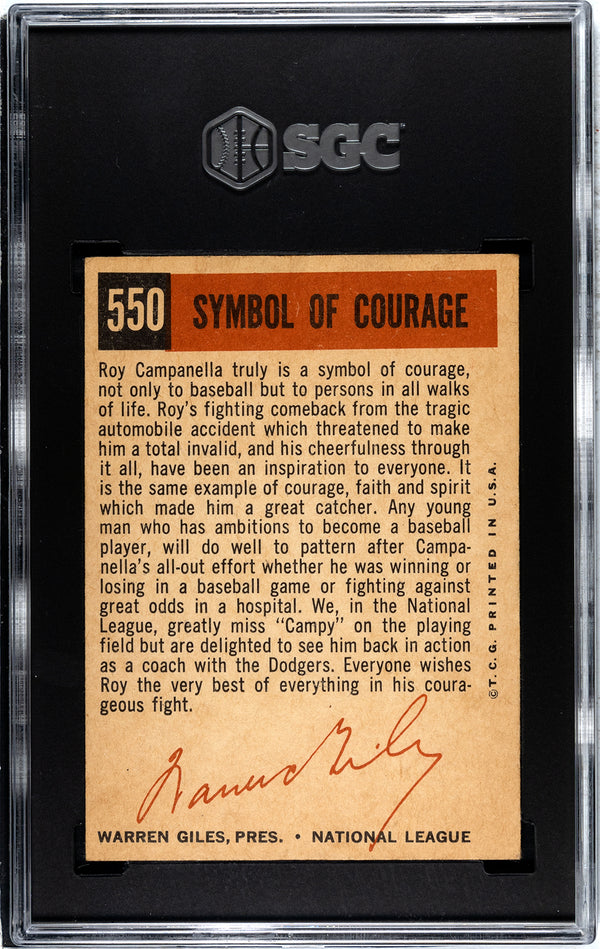 SGC
550 SYMBOL OF COURAGE
Roy Campanella truly is a symbol of courage,
not only to baseball but to persons in all walks
of life. Roy's fighting comeback from the tragic
automobile accident which threatened to make
him a total invalid, and his cheerfulness through
it all, have been an inspiration to everyone. It
is the same example of courage, faith and spirit
which made him a great catcher. Any young
man who has ambitions to become a baseball
player, will do well to pattern after Campa-
nella's all-out effort whether he was winning or
losing in a baseball game or fighting against
great odds in a hospital. We, in the National
League, greatly miss "Campy" on the playing
field but are delighted to see him back in action
as a coach with the Dodgers. Everyone wishes
Roy the very best of everything in his coura-
geous fight.
©T.C.G. PRINTED IN U.S.A.
Warren Giles
WARREN GILES, PRES. • NATIONAL LEAGUE